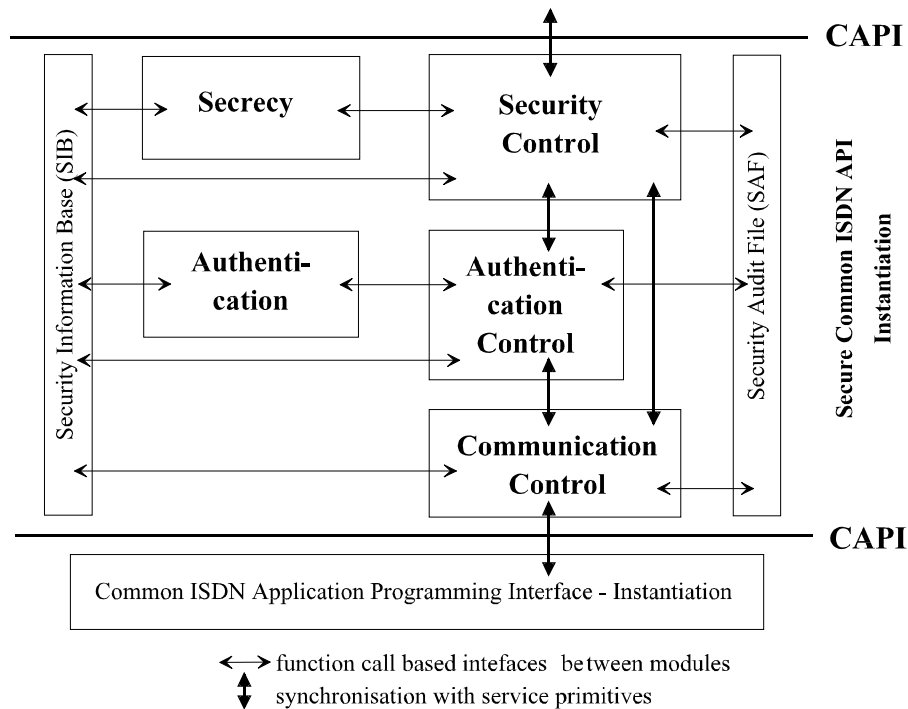 CAPI
Secrecy
Security
Control
Security Information Base (SIB)
Security Audit File (SAF)
Secure Common ISDN API
Instantiation
Authenti-
cation
Authenti-
cation
Control
Communication
Control
CAPI
Common ISDN Application Programming Interface - Instantiation
function call based intefaces between modules
synchronisation with service primitives